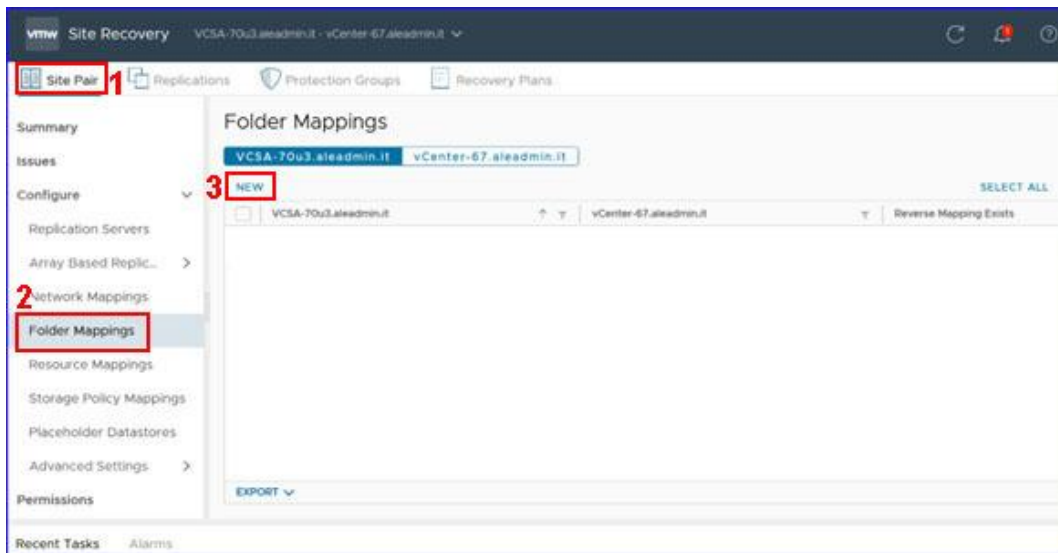 vmw Site Recovery VCSA-70u3.aleadmin.it - vCenter-67.aleadmin.it
Site Pair 1 Replications Protection Groups Recovery Plans
Summary
Issues
Configure
Replication Servers
Array Based Replic...
Network Mappings
2
Folder Mappings
Resource Mappings
Storage Policy Mappings
Placeholder Datastores
Advanced Settings
Permissions
Folder Mappings
VCSA-70u3.aleadmin.it vCenter-67.aleadmin.it
3 NEW SELECT ALL
VCSA-70u3.aleadmin.it vCenter-67.aleadmin.it Reverse Mapping Exists
EXPORT
Recent Tasks Alarms